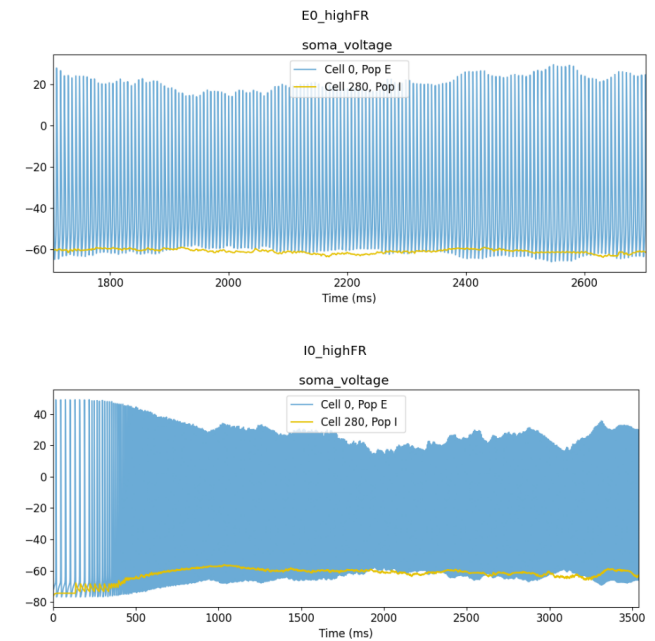 E0_highFR
soma_voltage
Cell 0, Pop E
Cell 280, Pop I
20
0
−20
−40
−60
1800 2000 2200 2400 2600
Time (ms)
I0_highFR
soma_voltage
Cell 0, Pop E
Cell 280, Pop I
40
20
0
−20
−40
−60
−80
0 500 1000 1500 2000 2500 3000 3500
Time (ms)